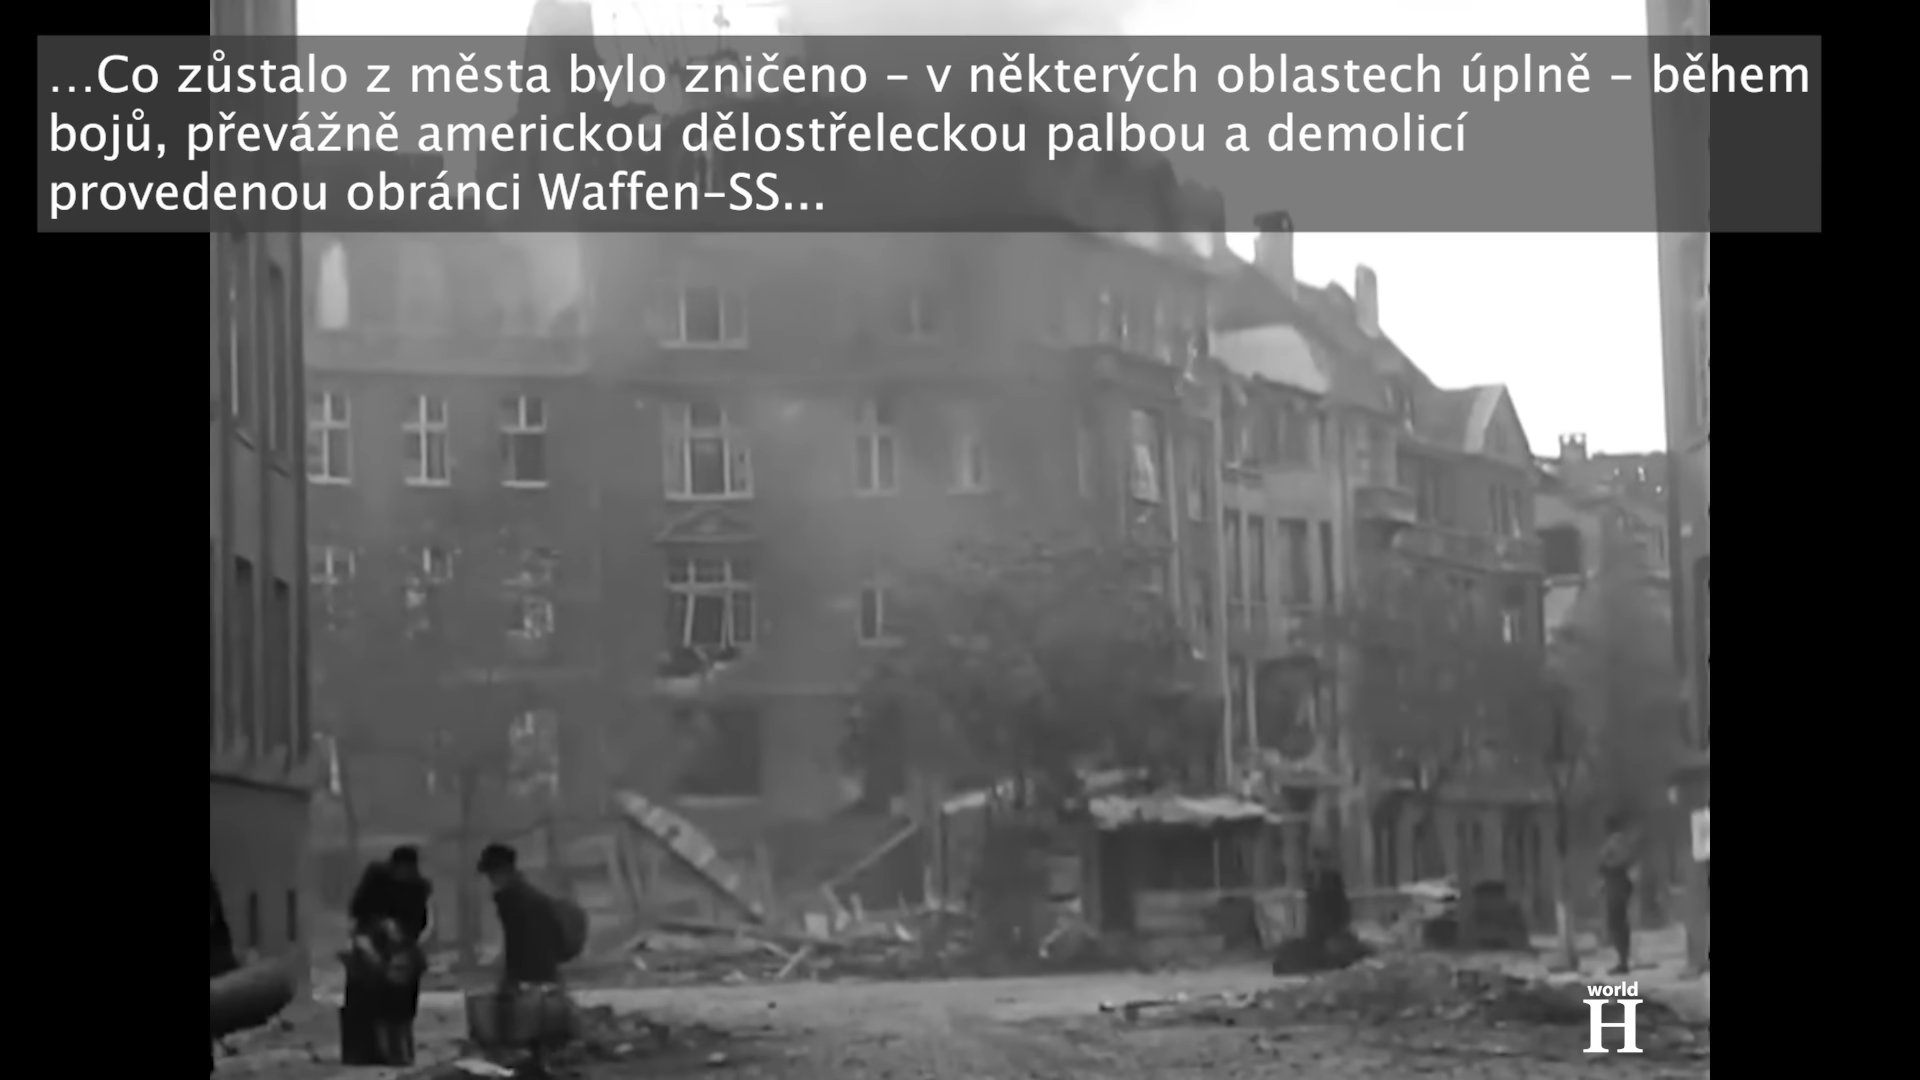 …Co zůstalo z města bylo zničeno – v některých oblastech úplně – během
bojů, převážně americkou dělostřeleckou palbou a demolicí
provedenou obránci Waffen–SS...
world
H